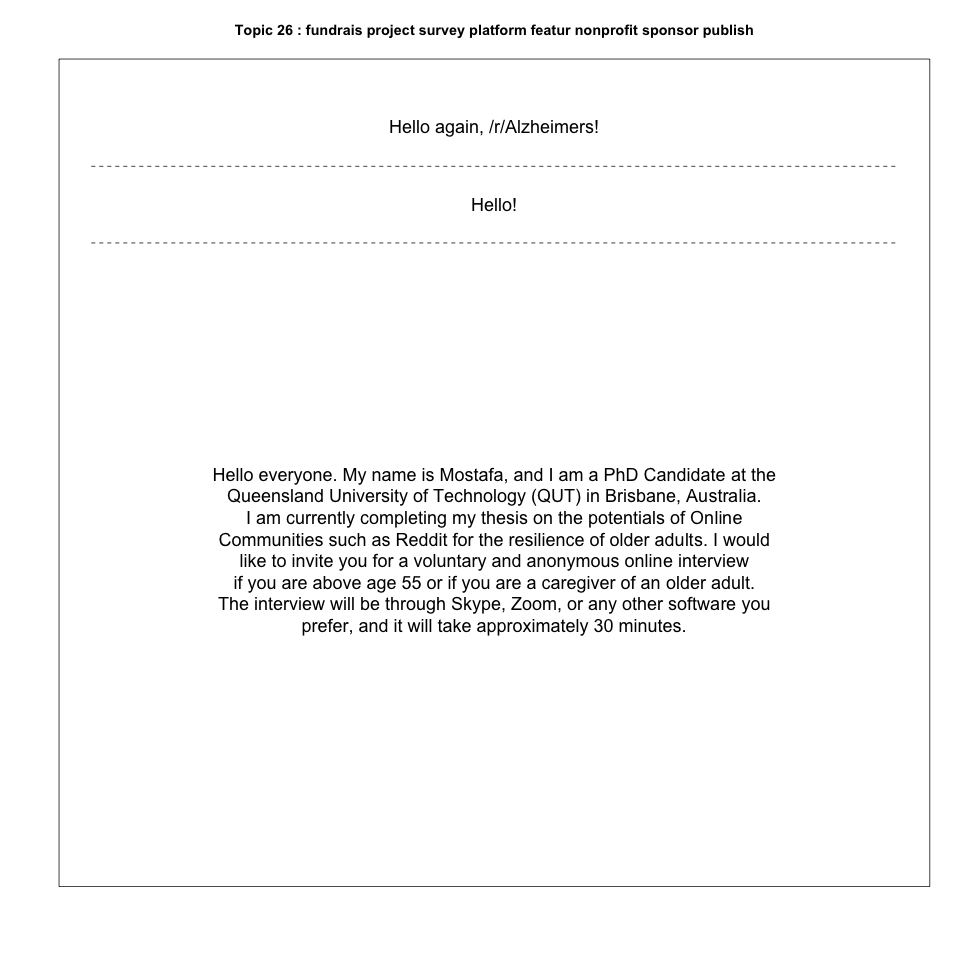 Topic 26 : fundrais project survey platform featur nonprofit sponsor publish
Hello again, /r/Alzheimers!
Hello!
Hello everyone. My name is Mostafa, and I am a PhD Candidate at the
Queensland University of Technology (QUT) in Brisbane, Australia.
I am currently completing my thesis on the potentials of Online
Communities such as Reddit for the resilience of older adults. I would
like to invite you for a voluntary and anonymous online interview
if you are above age 55 or if you are a caregiver of an older adult.
The interview will be through Skype, Zoom, or any other software you
prefer, and it will take approximately 30 minutes.